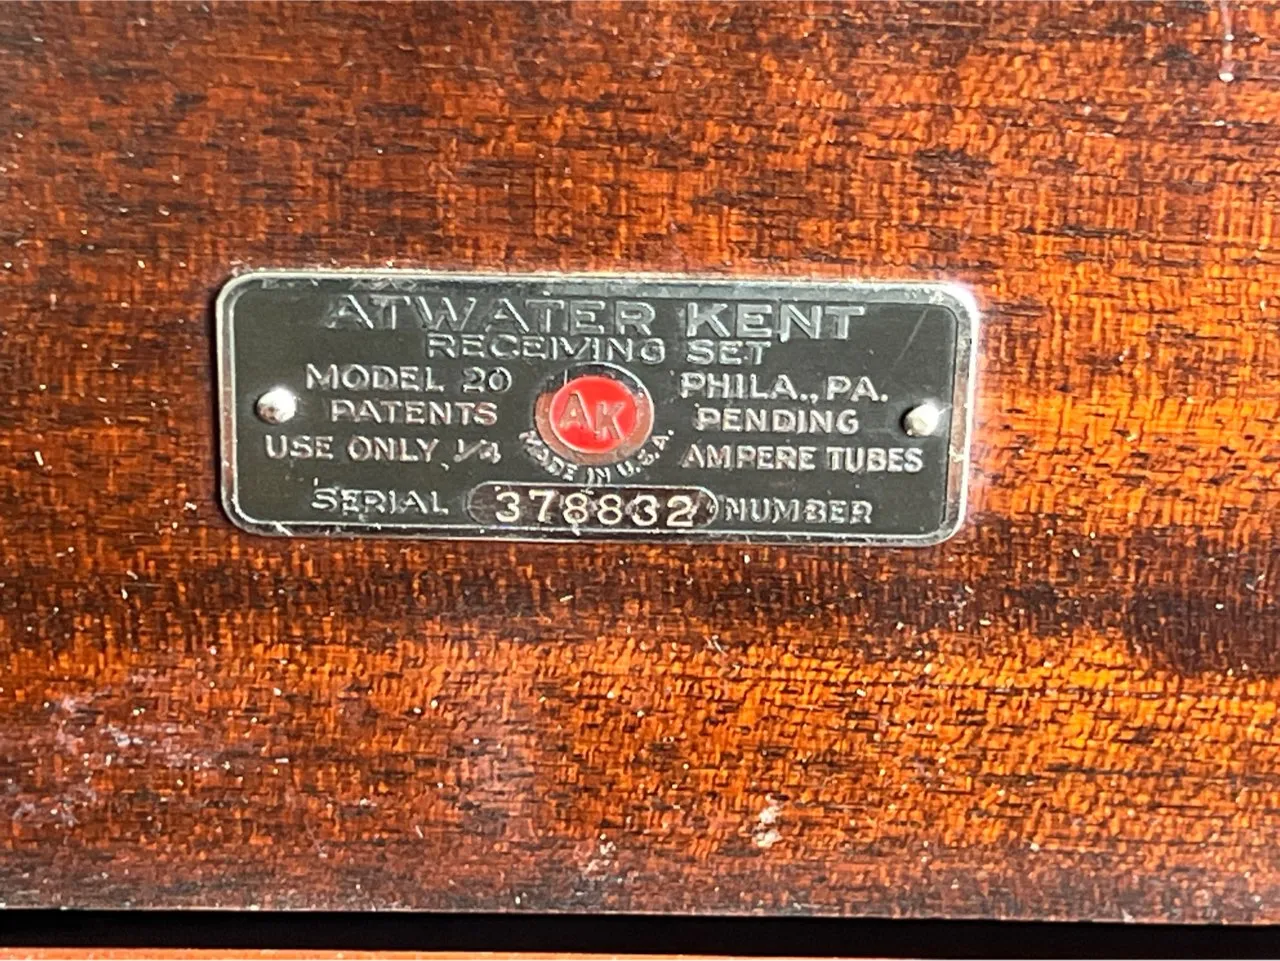 ATWATER KENT
RECEIVING SET
MODEL 20 AK PHILA., PA.
PATENTS PENDING
USE ONLY 1/4 AMPERE TUBES
MADE IN U.S.A.
SERIAL 378832 NUMBER